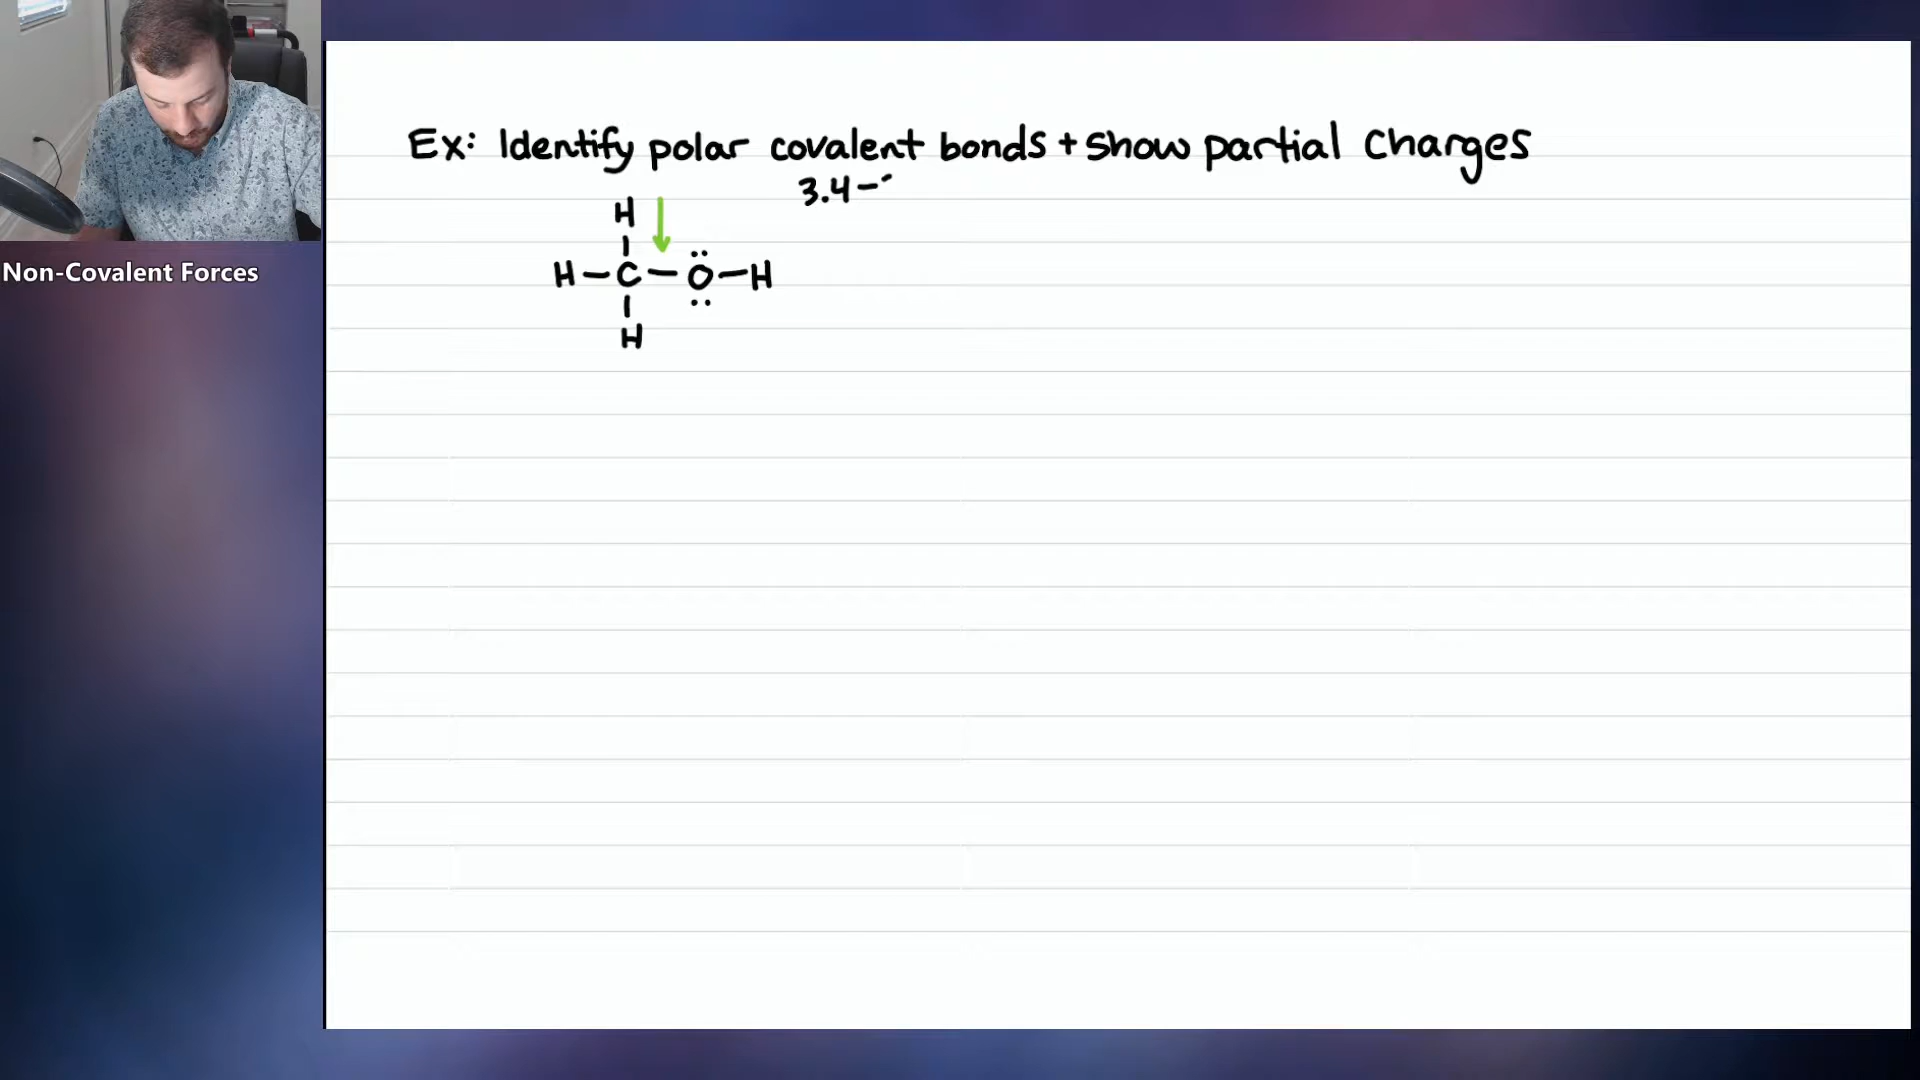 Ex: Identify polar covalent bonds + show partial charges
3.4 -
H
H-C-Ö-H
H
Non-Covalent Forces